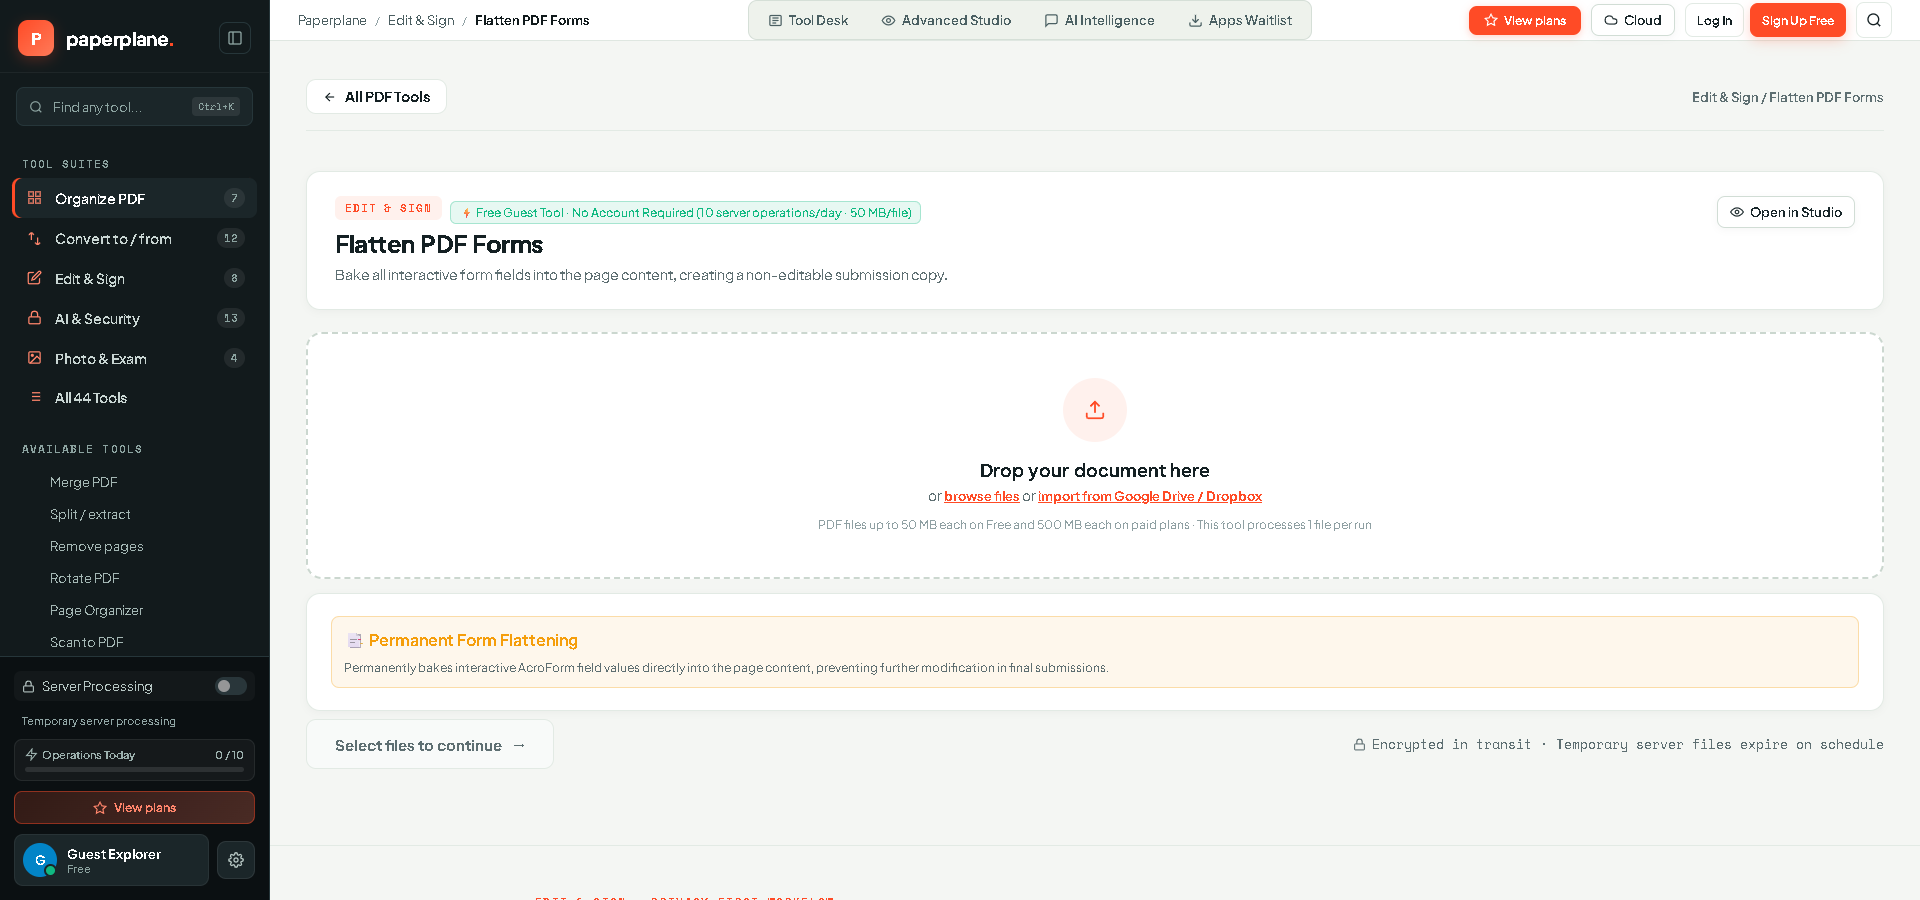 P paperplane.
Find any tool... Ctrl+K
TOOL SUITES
Organize PDF 7
Convert to / from 12
Edit & Sign 8
AI & Security 13
Photo & Exam 4
All 44 Tools
AVAILABLE TOOLS
Merge PDF
Split / extract
Remove pages
Rotate PDF
Page Organizer
Scan to PDF
Server Processing
Temporary server processing
Operations Today 0 / 10
View plans
G Guest Explorer
Free
Paperplane / Edit & Sign / Flatten PDF Forms
Tool Desk Advanced Studio AI Intelligence Apps Waitlist
View plans Cloud Log In Sign Up Free
← All PDF Tools
Edit & Sign / Flatten PDF Forms
EDIT & SIGN Free Guest Tool · No Account Required (10 server operations/day · 50 MB/file)
Open in Studio
Flatten PDF Forms
Bake all interactive form fields into the page content, creating a non-editable submission copy.
Drop your document here
or browse files or import from Google Drive / Dropbox
PDF files up to 50 MB each on Free and 500 MB each on paid plans · This tool processes 1 file per run
Permanent Form Flattening
Permanently bakes interactive AcroForm field values directly into the page content, preventing further modification in final submissions.
Select files to continue →
Encrypted in transit · Temporary server files expire on schedule